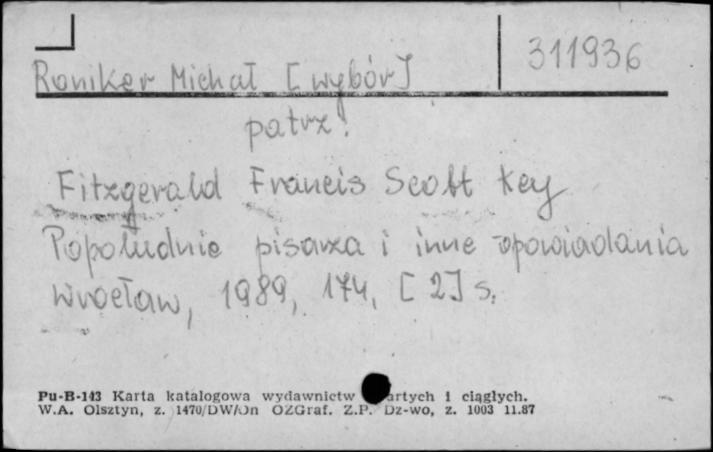 311936
Roniker Michał [wybór]
patrz:
Fitzgerald Francis Scott Key
Popołudnie pisarza i inne opowiadania
Wrocław, 1989, 174, [2] s.
Pu-B-143 Karta katalogowa wydawnictw artych i ciągłych.
W.A. Olsztyn, z. 1470/DW/On OZGraf. Z.P. Dz-wo, z. 1003 11.87